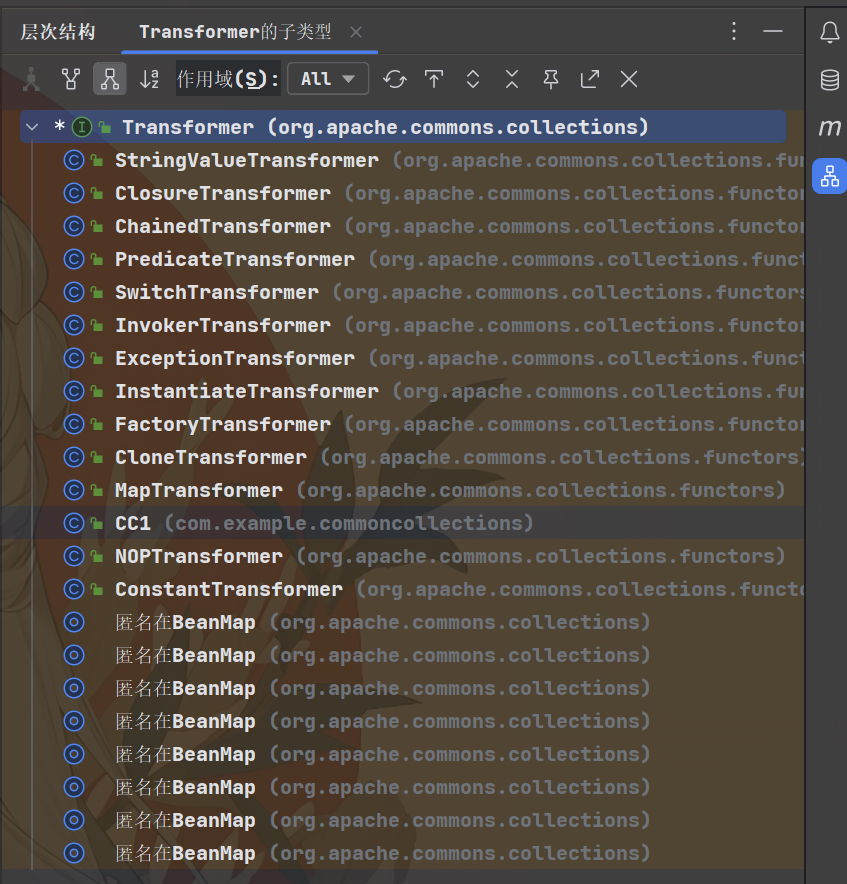 层次结构 Transformer的子类型
作用域(S): All
* Transformer (org.apache.commons.collections)
StringValueTransformer (org.apache.commons.collections.fun
ClosureTransformer (org.apache.commons.collections.functor
ChainedTransformer (org.apache.commons.collections.functor
PredicateTransformer (org.apache.commons.collections.funct
SwitchTransformer (org.apache.commons.collections.functors
InvokerTransformer (org.apache.commons.collections.functor
ExceptionTransformer (org.apache.commons.collections.funct
InstantiateTransformer (org.apache.commons.collections.fun
FactoryTransformer (org.apache.commons.collections.functor
CloneTransformer (org.apache.commons.collections.functors)
MapTransformer (org.apache.commons.collections.functors)
CC1 (com.example.commoncollections)
NOPTransformer (org.apache.commons.collections.functors)
ConstantTransformer (org.apache.commons.collections.functo
匿名在BeanMap (org.apache.commons.collections)
匿名在BeanMap (org.apache.commons.collections)
匿名在BeanMap (org.apache.commons.collections)
匿名在BeanMap (org.apache.commons.collections)
匿名在BeanMap (org.apache.commons.collections)
匿名在BeanMap (org.apache.commons.collections)
匿名在BeanMap (org.apache.commons.collections)
匿名在BeanMap (org.apache.commons.collections)